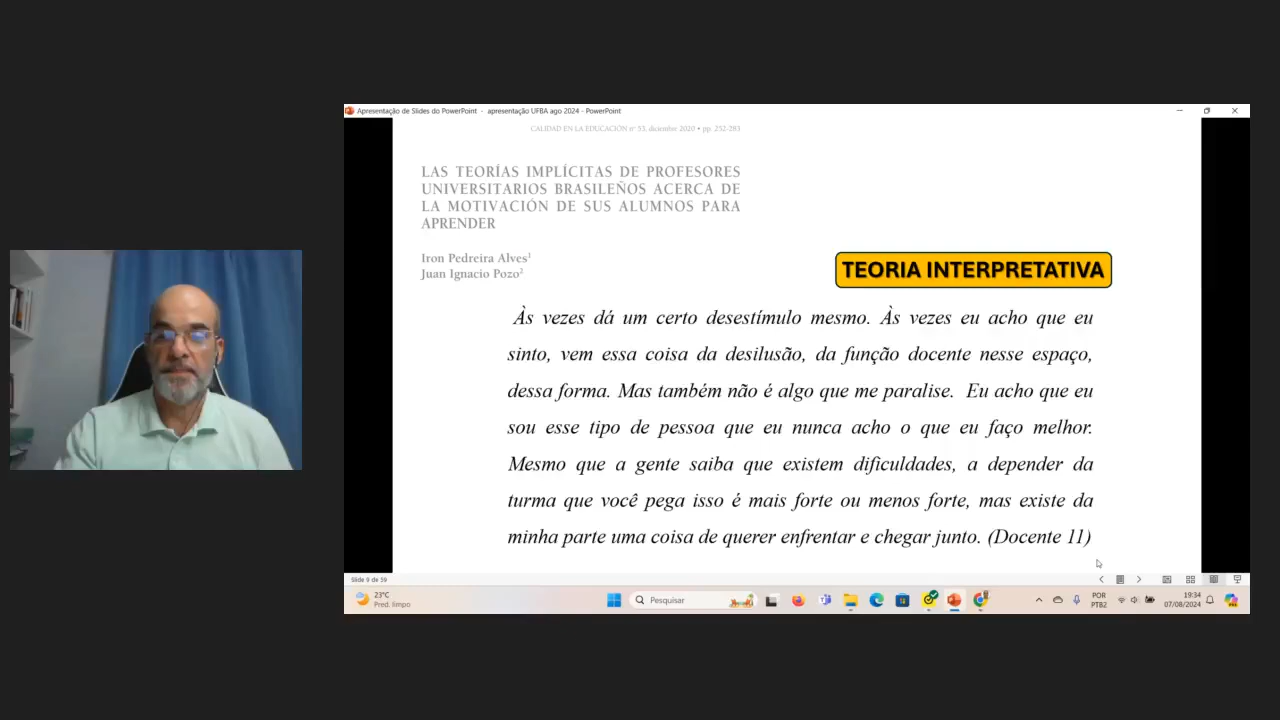 Apresentação de Slides do PowerPoint - apresentação UFBA ago 2024 - PowerPoint
CALIDAD EN LA EDUCACIÓN nº 53, diciembre 2020 • pp. 252-283
LAS TEORÍAS IMPLÍCITAS DE PROFESORES
UNIVERSITARIOS BRASILEÑOS ACERCA DE
LA MOTIVACIÓN DE SUS ALUMNOS PARA
APRENDER
Iron Pedreira Alves¹
Juan Ignacio Pozo²
TEORIA INTERPRETATIVA
Às vezes dá um certo desestímulo mesmo. Às vezes eu acho que eu
sinto, vem essa coisa da desilusão, da função docente nesse espaço,
dessa forma. Mas também não é algo que me paralise. Eu acho que eu
sou esse tipo de pessoa que eu nunca acho o que eu faço melhor.
Mesmo que a gente saiba que existem dificuldades, a depender da
turma que você pega isso é mais forte ou menos forte, mas existe da
minha parte uma coisa de querer enfrentar e chegar junto. (Docente 11)
Slide 9 de 59
23°C
Pred. limpo
Pesquisar
POR
PTB2
19:34
07/08/2024